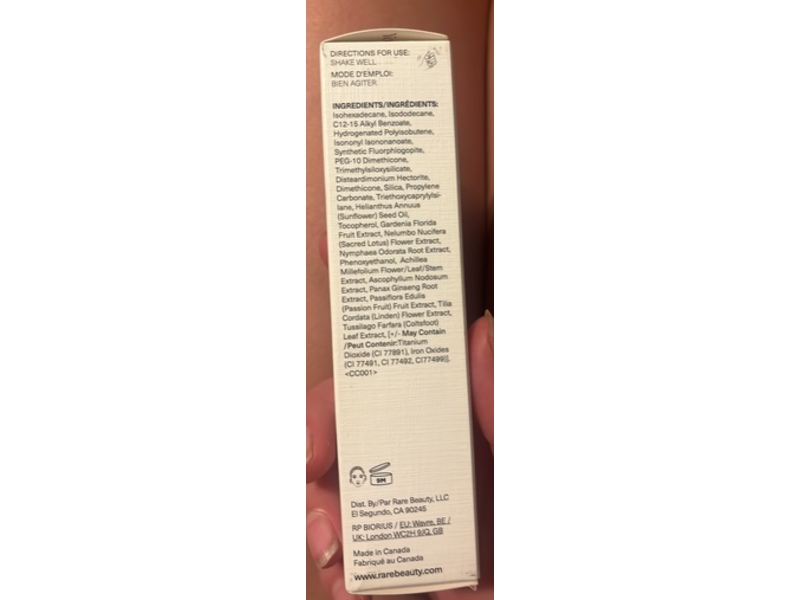 DIRECTIONS FOR USE:
SHAKE WELL.
MODE D'EMPLOI:
BIEN AGITER.
INGREDIENTS/INGRÉDIENTS:
Isohexadecane, Isododecane,
C12-15 Alkyl Benzoate,
Hydrogenated Polyisobutene,
Isononyl Isononanoate,
Synthetic Fluorphlogopite,
PEG-10 Dimethicone,
Trimethylsiloxysilicate,
Disteardimonium Hectorite,
Dimethicone, Silica, Propylene
Carbonate, Triethoxycaprylylsi-
lane, Helianthus Annuus
(Sunflower) Seed Oil,
Tocopherol, Gardenia Florida
Fruit Extract, Nelumbo Nucifera
(Sacred Lotus) Flower Extract,
Nymphaea Odorata Root Extract,
Phenoxyethanol, Achillea
Millefolium Flower/Leaf/Stem
Extract, Ascophyllum Nodosum
Extract, Panax Ginseng Root
Extract, Passiflora Edulis
(Passion Fruit) Fruit Extract, Tilia
Cordata (Linden) Flower Extract,
Tussilago Farfara (Coltsfoot)
Leaf Extract, [+/- May Contain
/Peut Contenir:Titanium
Dioxide (CI 77891), Iron Oxides
(CI 77491, CI 77492, CI77499)].
<CC001>
9M
Dist. By/Par Rare Beauty, LLC
El Segundo, CA 90245
RP BIORIUS / EU: Wavre, BE /
UK: London WC2H 9JQ, GB
Made in Canada
Fabriqué au Canada
www.rarebeauty.com